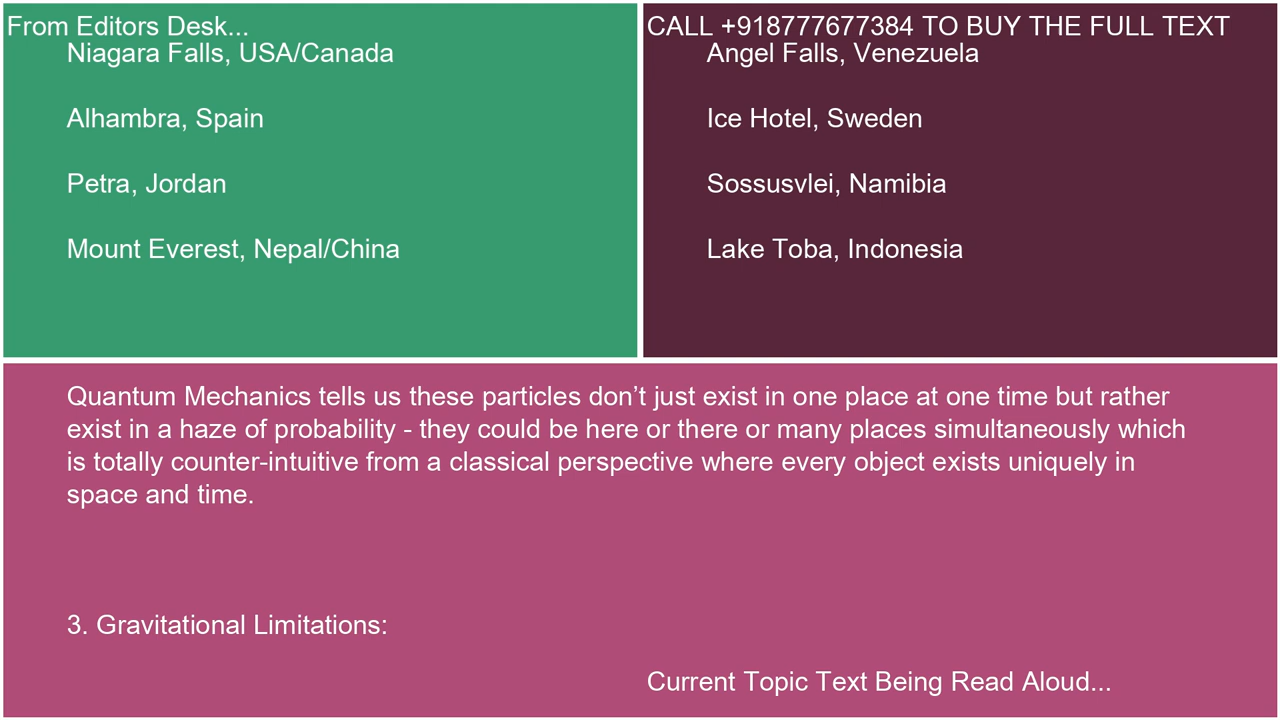 From Editors Desk...
Niagara Falls, USA/Canada
Alhambra, Spain
Petra, Jordan
Mount Everest, Nepal/China
CALL +918777677384 TO BUY THE FULL TEXT
Angel Falls, Venezuela
Ice Hotel, Sweden
Sossusvlei, Namibia
Lake Toba, Indonesia
Quantum Mechanics tells us these particles don’t just exist in one place at one time but rather
exist in a haze of probability - they could be here or there or many places simultaneously which
is totally counter-intuitive from a classical perspective where every object exists uniquely in
space and time.
3. Gravitational Limitations:
Current Topic Text Being Read Aloud...